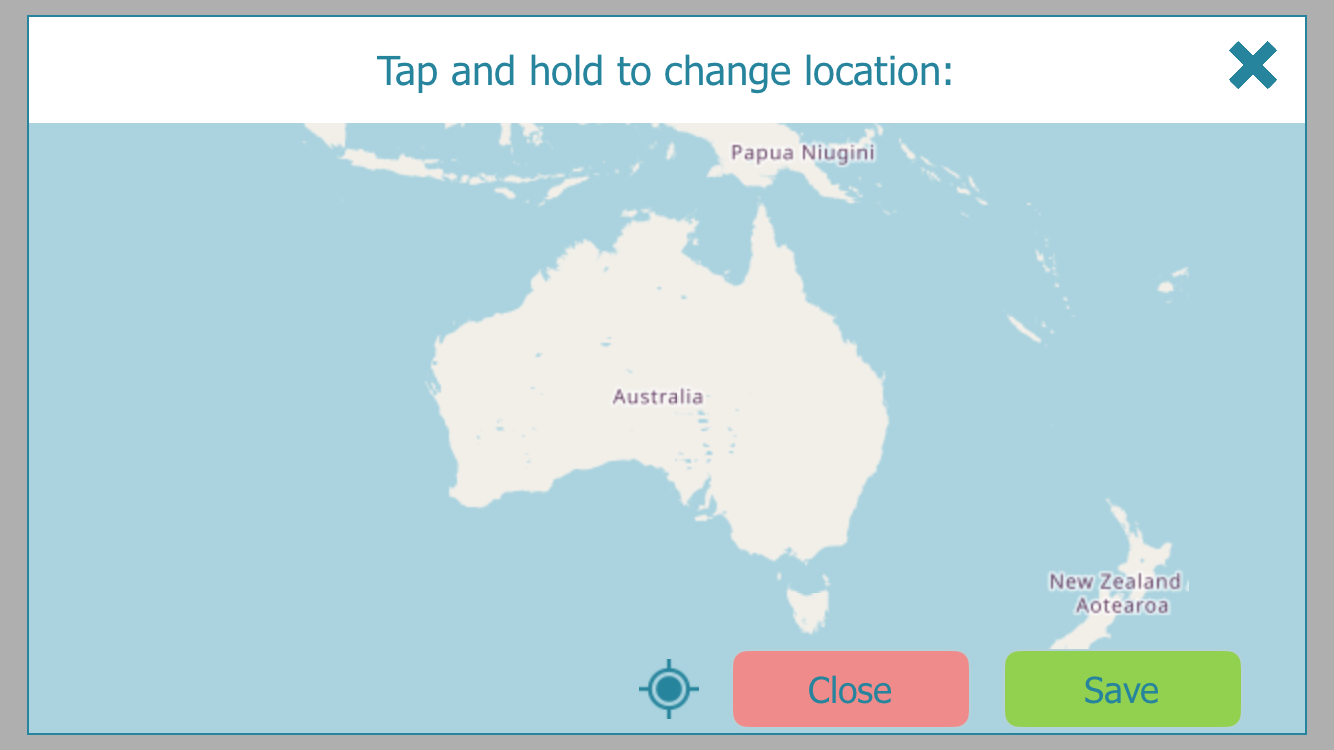 Tap and hold to change location:
Papua Niugini
Australia
New Zealand
Aotearoa
Close
Save